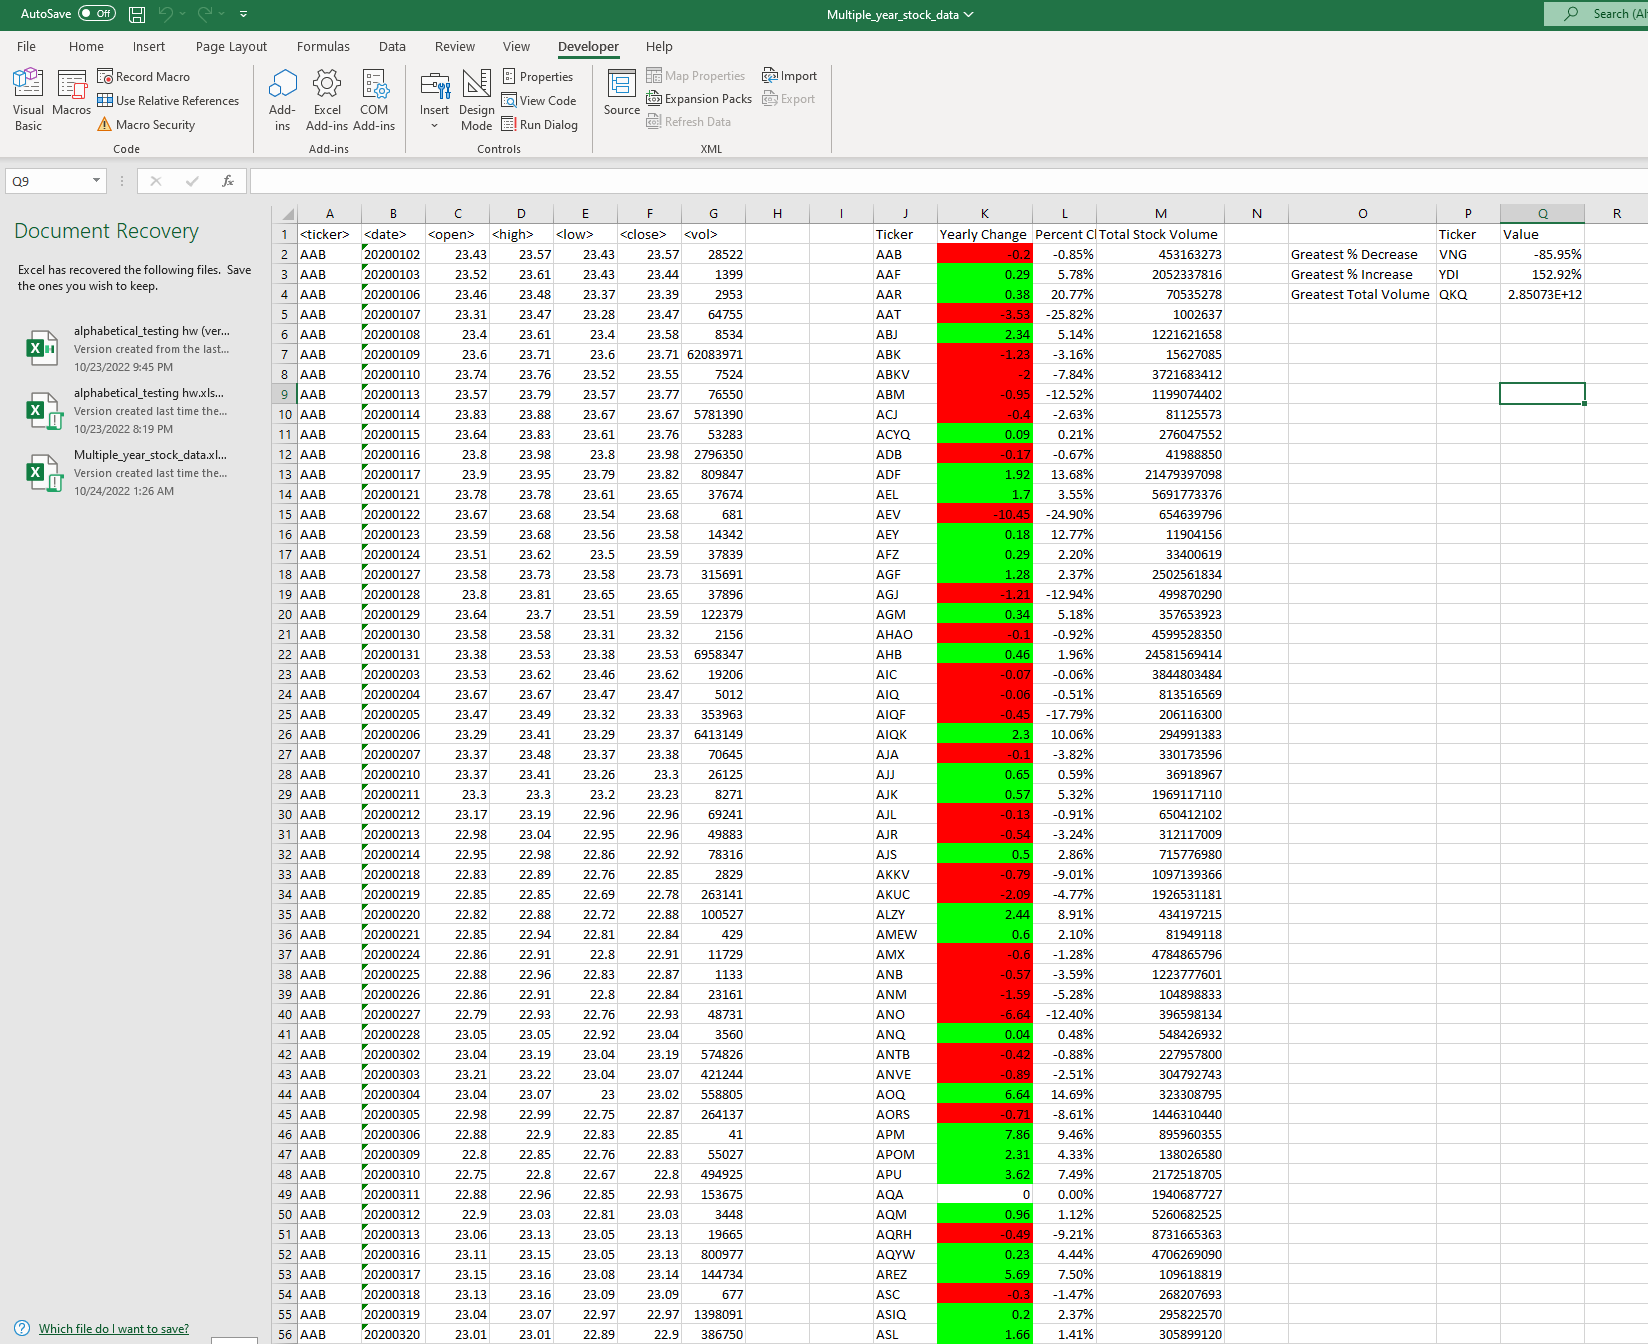 AutoSave Off
Multiple_year_stock_data
Search (Al
File Home Insert Page Layout Formulas Data Review View Developer Help
Visual Basic
Macros
Record Macro
Use Relative References
Macro Security
Code
Add-ins
Excel Add-ins
COM Add-ins
Add-ins
Insert
Design Mode
Properties
View Code
Run Dialog
Controls
Source
Map Properties
Expansion Packs
Refresh Data
Import
Export
XML
Q9
fx
Document Recovery
Excel has recovered the following files. Save
the ones you wish to keep.
alphabetical_testing hw (ver...
Version created from the last...
10/23/2022 9:45 PM
alphabetical_testing hw.xls...
Version created last time the...
10/23/2022 8:19 PM
Multiple_year_stock_data.xl...
Version created last time the...
10/24/2022 1:26 AM
Which file do I want to save?
A B C D E F G H I J K L M N O P Q R
1 <ticker> <date> <open> <high> <low> <close> <vol> Ticker Yearly Change Percent Cl Total Stock Volume Ticker Value
2 AAB 20200102 23.43 23.57 23.43 23.57 28522 AAB -0.2 -0.85% 453163273 Greatest % Decrease VNG -85.95%
3 AAB 20200103 23.52 23.61 23.43 23.44 1399 AAF 0.29 5.78% 2052337816 Greatest % Increase YDI 152.92%
4 AAB 20200106 23.46 23.48 23.37 23.39 2953 AAR 0.38 20.77% 70535278 Greatest Total Volume QKQ 2.85073E+12
5 AAB 20200107 23.31 23.47 23.28 23.47 64755 AAT -3.53 -25.82% 1002637
6 AAB 20200108 23.4 23.61 23.4 23.58 8534 ABJ 2.34 5.14% 1221621658
7 AAB 20200109 23.6 23.71 23.6 23.71 62083971 ABK -1.23 -3.16% 15627085
8 AAB 20200110 23.74 23.76 23.52 23.55 7524 ABKV -2 -7.84% 3721683412
9 AAB 20200113 23.57 23.79 23.57 23.77 76550 ABM -0.95 -12.52% 1199074402
10 AAB 20200114 23.83 23.88 23.67 23.67 5781390 ACJ -0.4 -2.63% 81125573
11 AAB 20200115 23.64 23.83 23.61 23.76 53283 ACYQ 0.09 0.21% 276047552
12 AAB 20200116 23.8 23.98 23.8 23.98 2796350 ADB -0.17 -0.67% 41988850
13 AAB 20200117 23.9 23.95 23.79 23.82 809847 ADF 1.92 13.68% 21479397098
14 AAB 20200121 23.78 23.78 23.61 23.65 37674 AEL 1.7 3.55% 5691773376
15 AAB 20200122 23.67 23.68 23.54 23.68 681 AEV -10.45 -24.90% 654639796
16 AAB 20200123 23.59 23.68 23.56 23.58 14342 AEY 0.18 12.77% 11904156
17 AAB 20200124 23.51 23.62 23.5 23.59 37839 AFZ 0.29 2.20% 33400619
18 AAB 20200127 23.58 23.73 23.58 23.73 315691 AGF 1.28 2.37% 2502561834
19 AAB 20200128 23.8 23.81 23.65 23.65 37896 AGJ -1.21 -12.94% 499870290
20 AAB 20200129 23.64 23.7 23.51 23.59 122379 AGM 0.34 5.18% 357653923
21 AAB 20200130 23.58 23.58 23.31 23.32 2156 AHAO -0.1 -0.92% 4599528350
22 AAB 20200131 23.38 23.53 23.38 23.53 6958347 AHB 0.46 1.96% 24581569414
23 AAB 20200203 23.53 23.62 23.46 23.62 19206 AIC -0.07 -0.06% 3844803484
24 AAB 20200204 23.67 23.67 23.47 23.47 5012 AIQ -0.06 -0.51% 813516569
25 AAB 20200205 23.47 23.49 23.32 23.33 353963 AIQF -0.45 -17.79% 206116300
26 AAB 20200206 23.29 23.41 23.29 23.37 6413149 AIQK 2.3 10.06% 294991383
27 AAB 20200207 23.37 23.48 23.37 23.38 70645 AJA -0.1 -3.82% 330173596
28 AAB 20200210 23.37 23.41 23.26 23.3 26125 AJJ 0.65 0.59% 36918967
29 AAB 20200211 23.3 23.3 23.2 23.23 8271 AJK 0.57 5.32% 1969117110
30 AAB 20200212 23.17 23.19 22.96 22.96 69241 AJL -0.13 -0.91% 650412102
31 AAB 20200213 22.98 23.04 22.95 22.96 49883 AJR -0.54 -3.24% 312117009
32 AAB 20200214 22.95 22.98 22.86 22.92 78316 AJS 0.5 2.86% 715776980
33 AAB 20200218 22.83 22.89 22.76 22.85 2829 AKKV -0.79 -9.01% 1097139366
34 AAB 20200219 22.85 22.85 22.69 22.78 263141 AKUC -2.09 -4.77% 1926531181
35 AAB 20200220 22.82 22.88 22.72 22.88 100527 ALZY 2.44 8.91% 434197215
36 AAB 20200221 22.85 22.94 22.81 22.84 429 AMEW 0.6 2.10% 81949118
37 AAB 20200224 22.86 22.91 22.8 22.91 11729 AMX -0.6 -1.28% 4784865796
38 AAB 20200225 22.88 22.96 22.83 22.87 1133 ANB -0.57 -3.59% 1223777601
39 AAB 20200226 22.86 22.91 22.8 22.84 23161 ANM -1.59 -5.28% 104898833
40 AAB 20200227 22.79 22.93 22.76 22.93 48731 ANO -6.64 -12.40% 396598134
41 AAB 20200228 23.05 23.05 22.92 23.04 3560 ANQ 0.04 0.48% 548426932
42 AAB 20200302 23.04 23.19 23.04 23.19 574826 ANTB -0.42 -0.88% 227957800
43 AAB 20200303 23.21 23.22 23.04 23.07 421244 ANVE -0.89 -2.51% 304792743
44 AAB 20200304 23.04 23.07 23 23.02 558805 AOQ 6.64 14.69% 323308795
45 AAB 20200305 22.98 22.99 22.75 22.87 264137 AORS -0.71 -8.61% 1446310440
46 AAB 20200306 22.88 22.9 22.83 22.85 41 APM 7.86 9.46% 895960355
47 AAB 20200309 22.8 22.85 22.76 22.83 55027 APOM 2.31 4.33% 138026580
48 AAB 20200310 22.75 22.8 22.67 22.8 494925 APU 3.62 7.49% 2172518705
49 AAB 20200311 22.88 22.96 22.85 22.93 153675 AQA 0 0.00% 1940687727
50 AAB 20200312 22.9 23.03 22.81 23.03 3448 AQM 0.96 1.12% 5260682525
51 AAB 20200313 23.06 23.13 23.05 23.13 19665 AQRH -0.49 -9.21% 8731665363
52 AAB 20200316 23.11 23.15 23.05 23.13 800977 AQYW 0.23 4.44% 4706269090
53 AAB 20200317 23.15 23.16 23.08 23.14 144734 AREZ 5.69 7.50% 109618819
54 AAB 20200318 23.13 23.16 23.09 23.09 677 ASC -0.3 -1.47% 268207693
55 AAB 20200319 23.04 23.07 22.97 22.97 1398091 ASIQ 0.2 2.37% 295822570
56 AAB 20200320 23.01 23.01 22.89 22.9 386750 ASL 1.66 1.41% 305899120